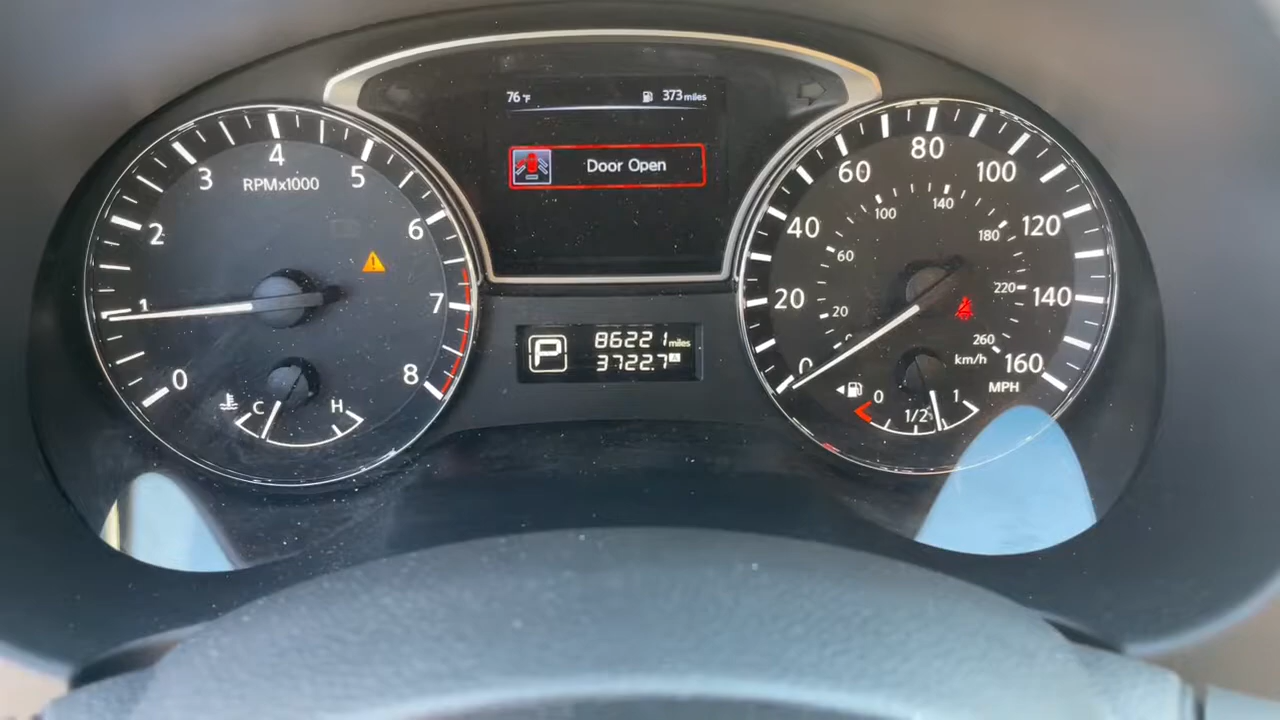 76 °F 373 miles
Door Open
RPMx1000
0 1 2 3 4 5 6 7 8
C H
P
86221 miles
3722.7 A
0 20 40 60 80 100 120 140 160
MPH
20 60 100 140 180 220 260
km/h
0 1/2 1